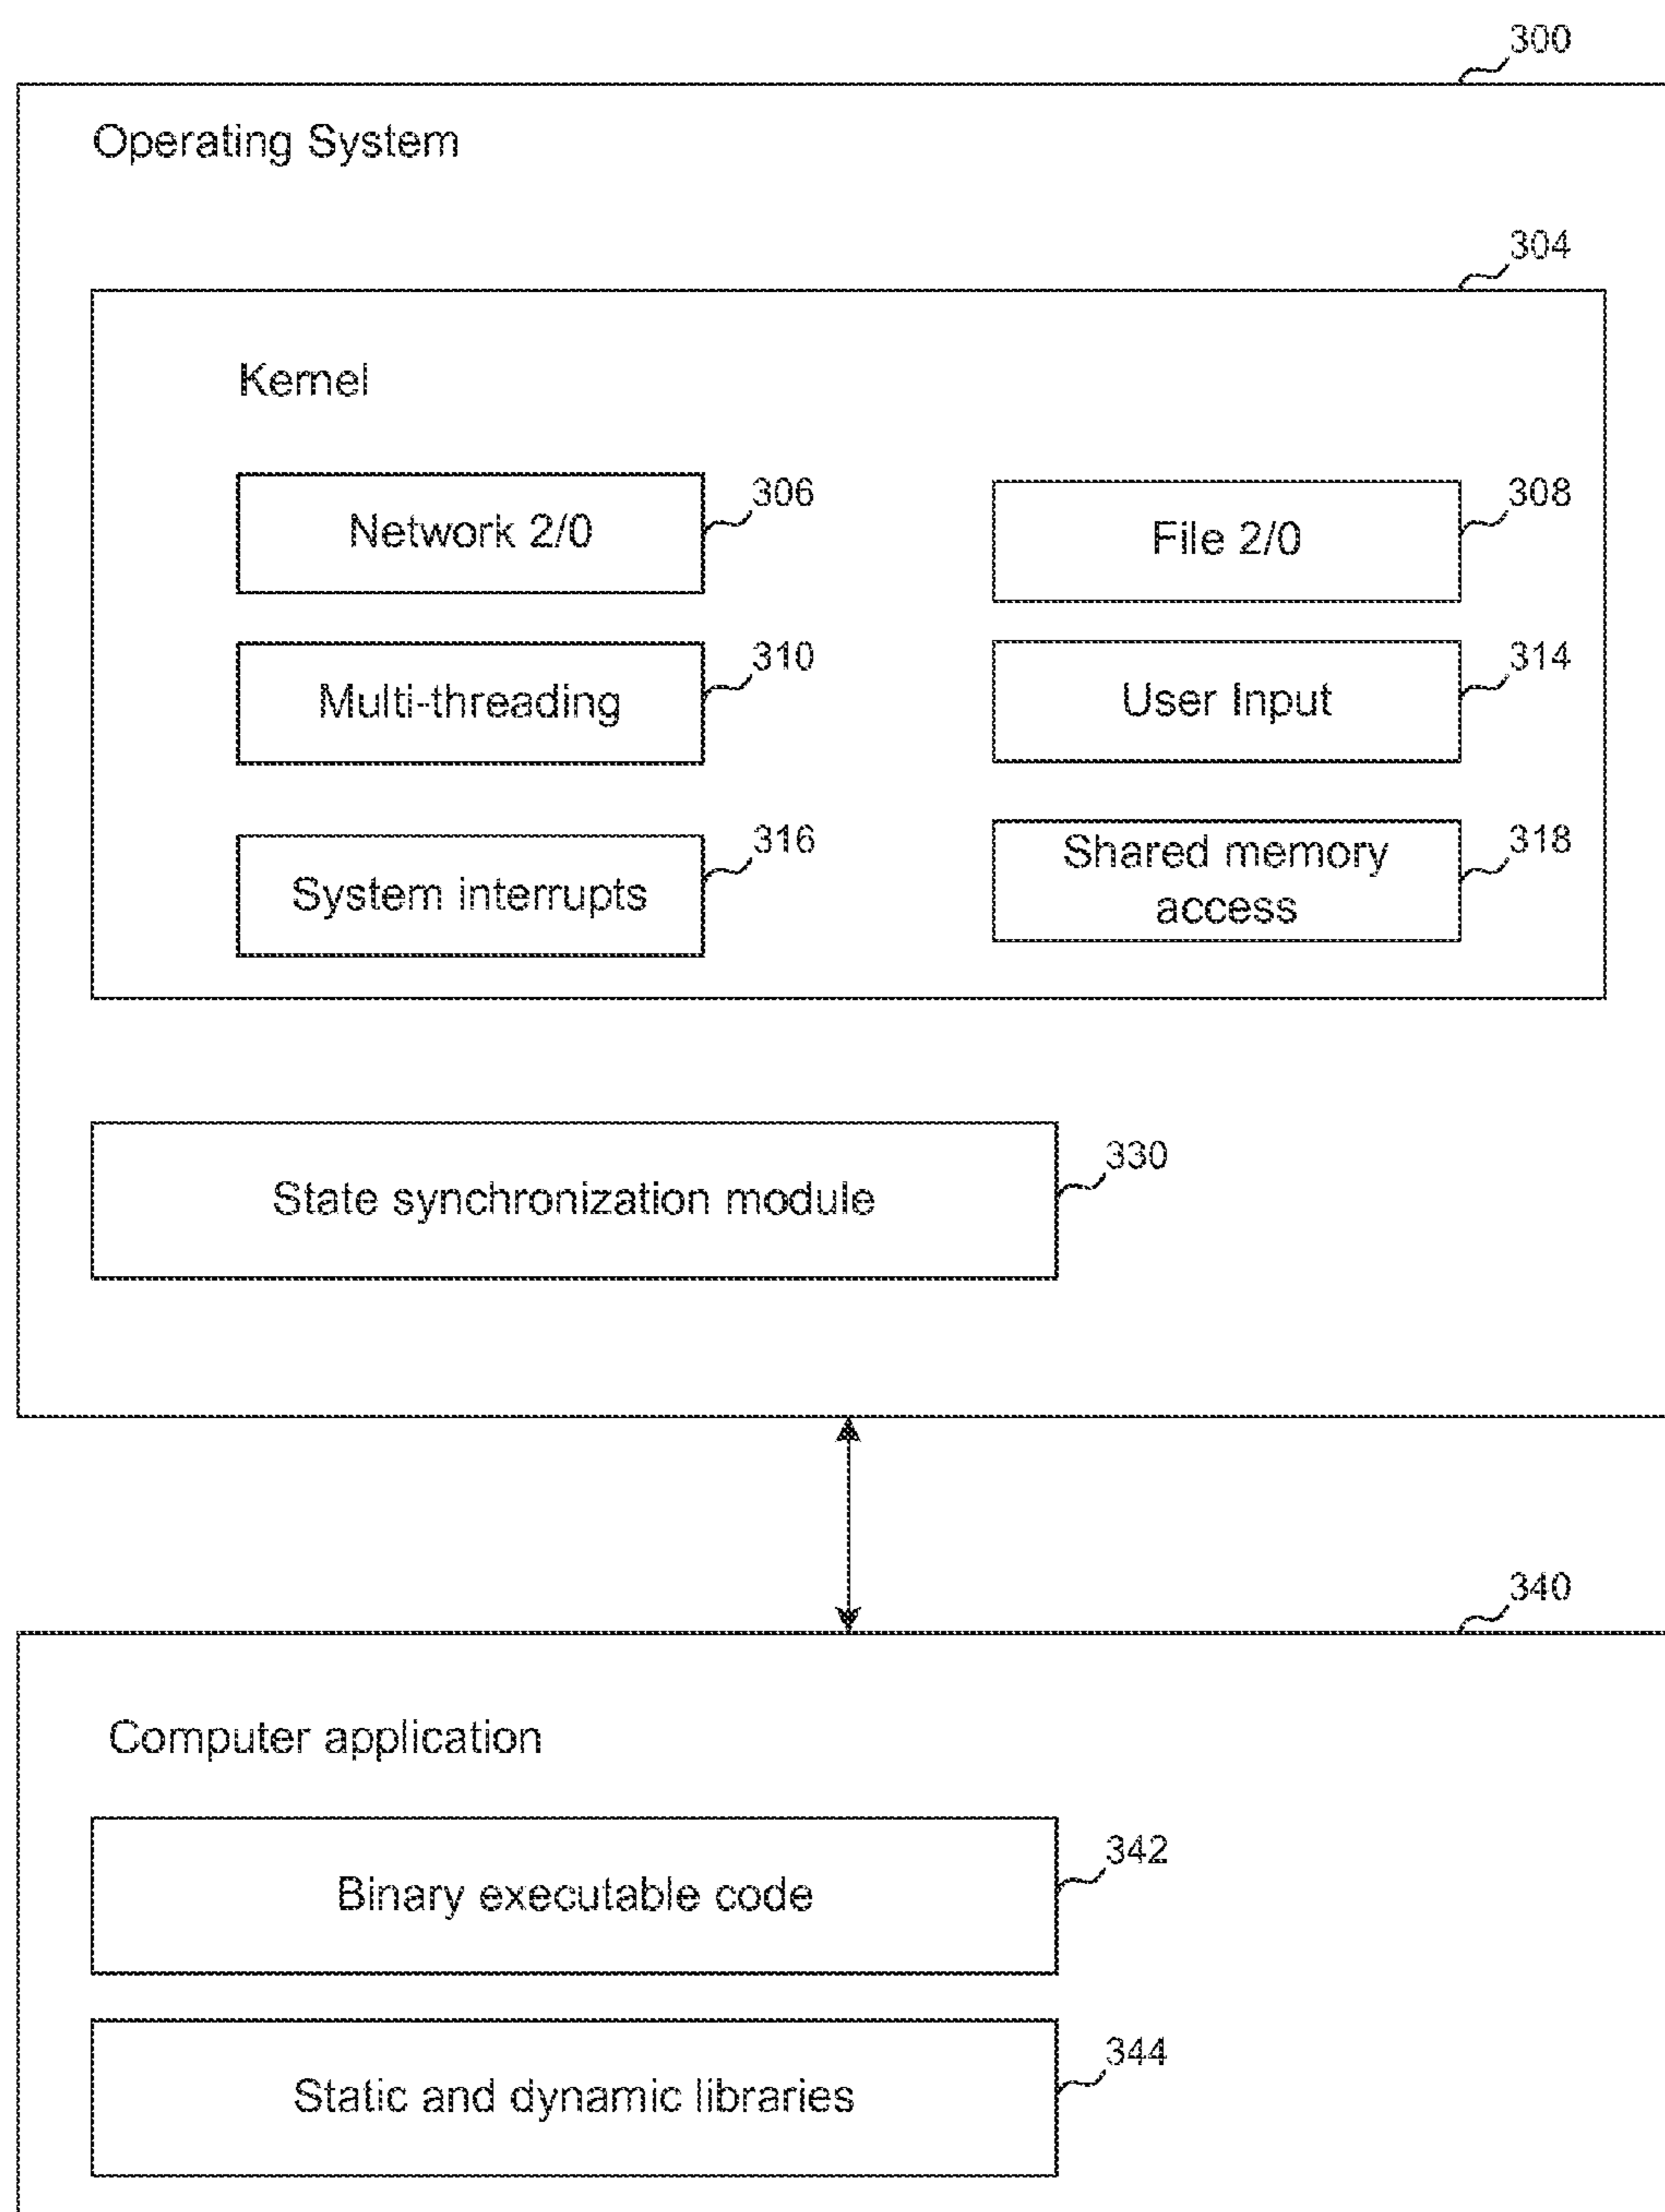 300
Operating System
304
Kernel
Network 2/0
306
File 2/0
308
Multi-threading
310
User Input
314
System interrupts
316
Shared memory
access
318
State synchronization module
330
340
Computer application
Binary executable code
342
Static and dynamic libraries
344